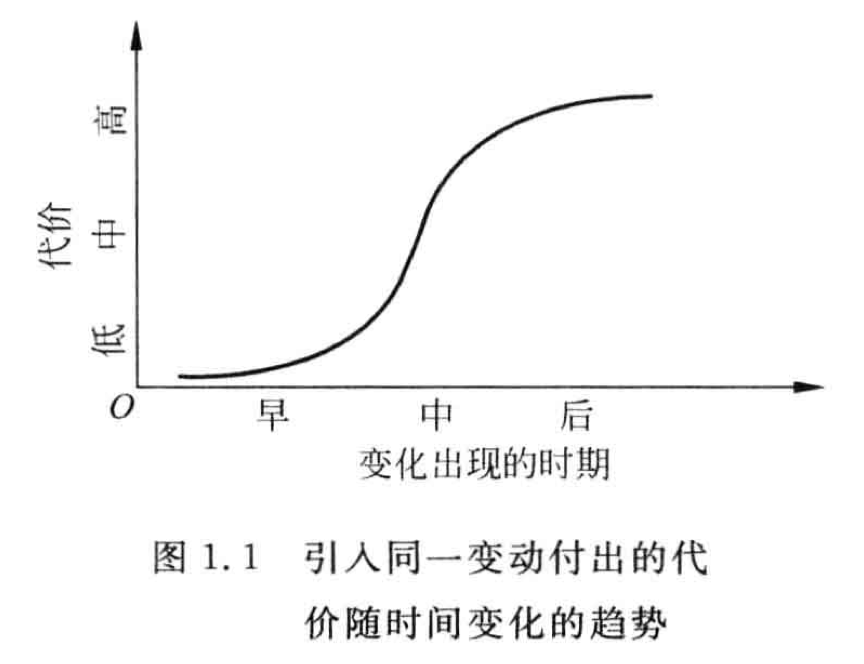 高
中
低
代价
O
早 中 后
变化出现的时期
图 1.1 引入同一变动付出的代
价随时间变化的趋势